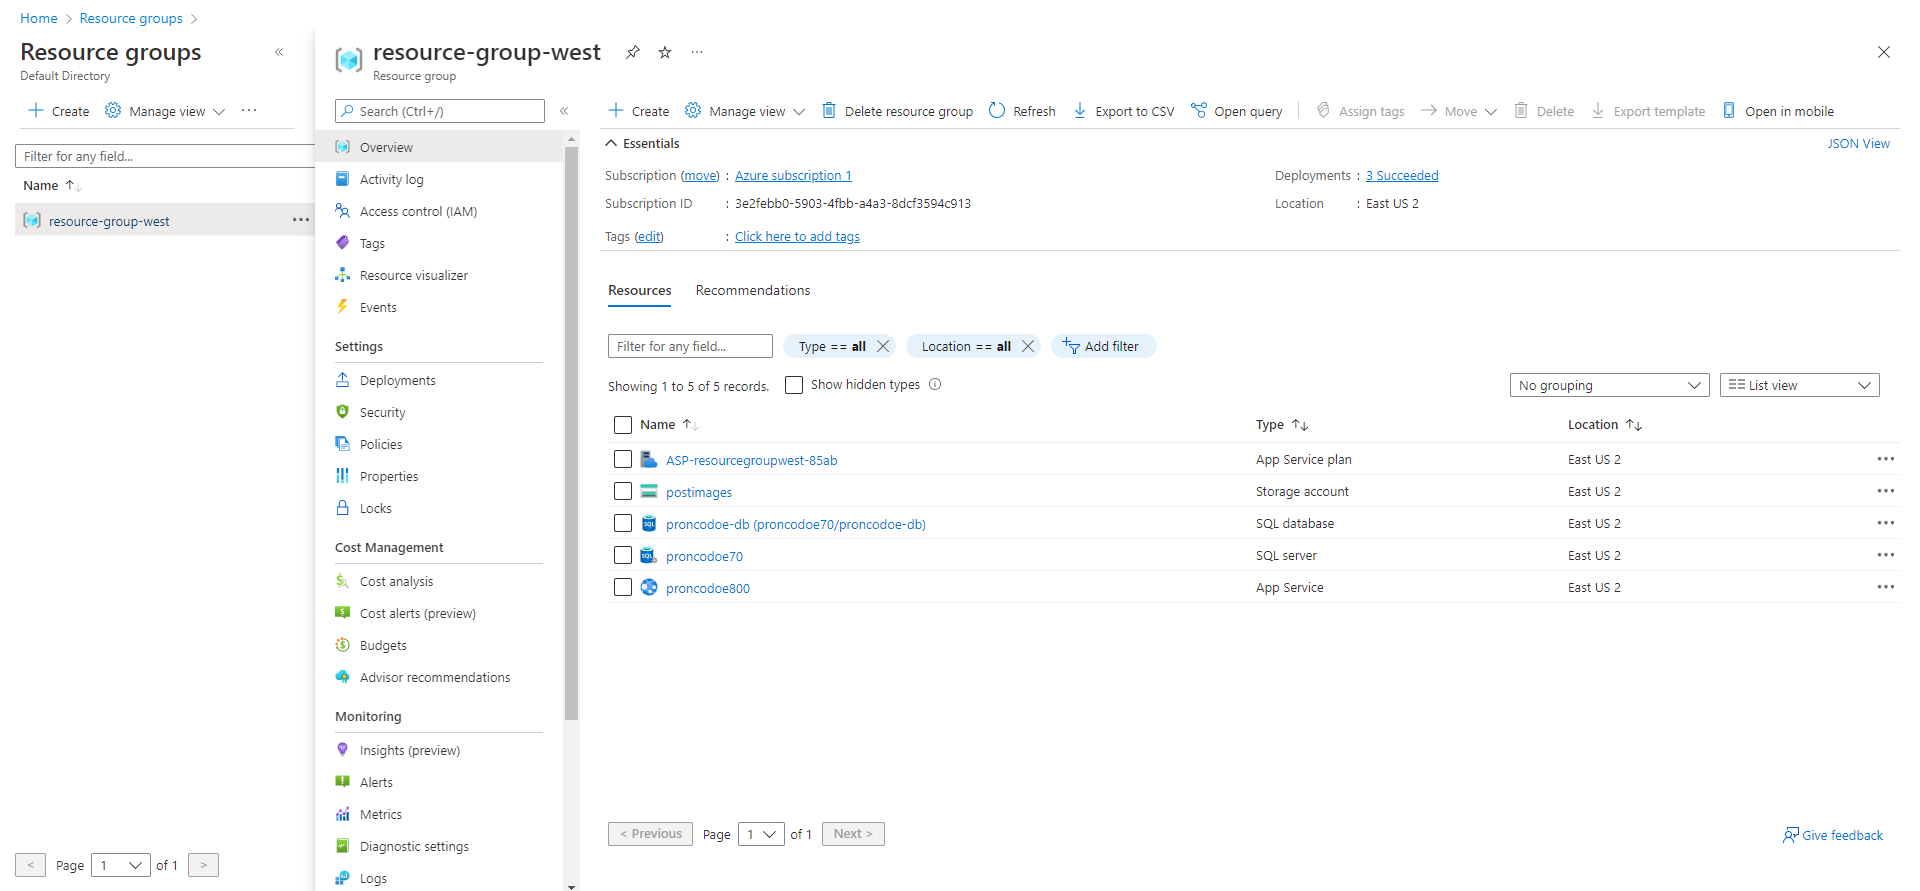 Home > Resource groups >
Resource groups «
Default Directory
+ Create Manage view ...
Filter for any field...
Name ↑↓
resource-group-west ...
< Page 1 of 1 >
resource-group-west ...
Resource group
Search (Ctrl+/) «
Overview
Activity log
Access control (IAM)
Tags
Resource visualizer
Events
Settings
Deployments
Security
Policies
Properties
Locks
Cost Management
Cost analysis
Cost alerts (preview)
Budgets
Advisor recommendations
Monitoring
Insights (preview)
Alerts
Metrics
Diagnostic settings
Logs
+ Create Manage view Delete resource group Refresh Export to CSV Open query Assign tags Move Delete Export template Open in mobile
Essentials JSON View
Subscription (move) : Azure subscription 1 Deployments : 3 Succeeded
Subscription ID : 3e2febb0-5903-4fbb-a4a3-8dcf3594c913 Location : East US 2
Tags (edit) : Click here to add tags
Resources Recommendations
Filter for any field... Type == all Location == all Add filter
Showing 1 to 5 of 5 records. Show hidden types No grouping List view
Name ↑↓ Type ↑↓ Location ↑↓
ASP-resourcegroupwest-85ab App Service plan East US 2 ...
postimages Storage account East US 2 ...
SQL proncodoe-db (proncodoe70/proncodoe-db) SQL database East US 2 ...
SQL proncodoe70 SQL server East US 2 ...
proncodoe800 App Service East US 2 ...
< Previous Page 1 of 1 Next > Give feedback